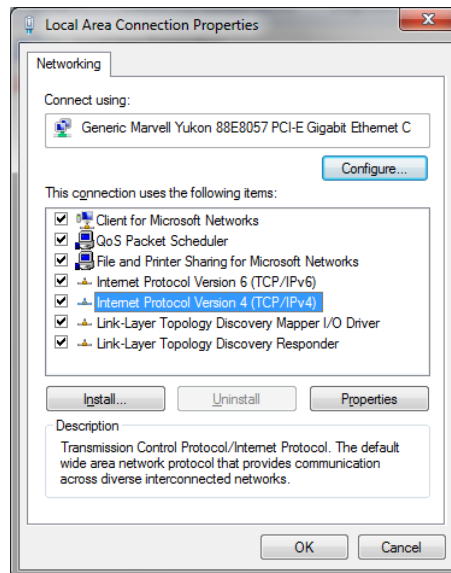 Local Area Connection Properties
Networking
Connect using:
Generic Marvell Yukon 88E8057 PCI-E Gigabit Ethernet C
Configure...
This connection uses the following items:
Client for Microsoft Networks
QoS Packet Scheduler
File and Printer Sharing for Microsoft Networks
Internet Protocol Version 6 (TCP/IPv6)
Internet Protocol Version 4 (TCP/IPv4)
Link-Layer Topology Discovery Mapper I/O Driver
Link-Layer Topology Discovery Responder
Install... Uninstall Properties
Description
Transmission Control Protocol/Internet Protocol. The default
wide area network protocol that provides communication
across diverse interconnected networks.
OK Cancel